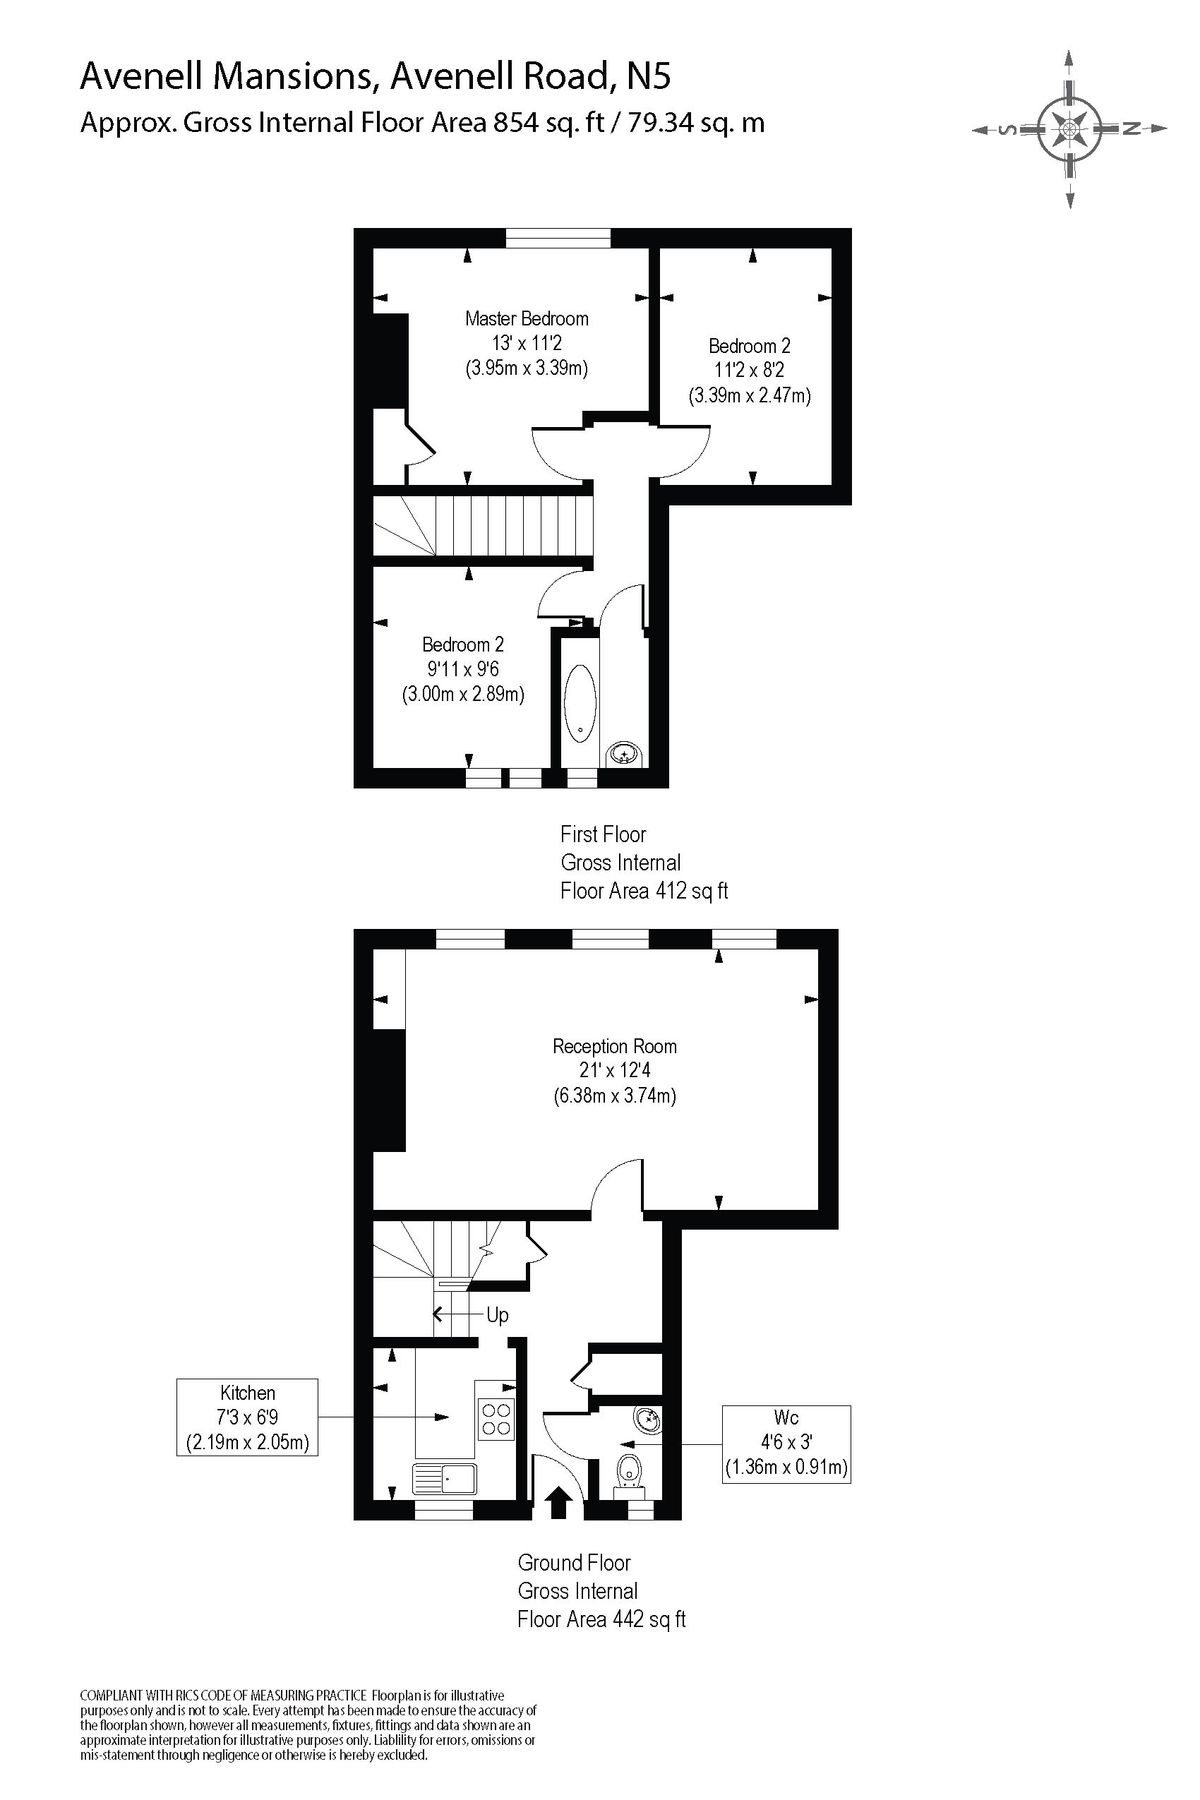 Avenell Mansions, Avenell Road, N5
Approx. Gross Internal Floor Area 854 sq. ft / 79.34 sq. m
S
N
Master Bedroom
13' x 11'2
(3.95m x 3.39m)
Bedroom 2
11'2 x 8'2
(3.39m x 2.47m)
Bedroom 2
9'11 x 9'6
(3.00m x 2.89m)
First Floor
Gross Internal
Floor Area 412 sq ft
Reception Room
21' x 12'4
(6.38m x 3.74m)
Up
Kitchen
7'3 x 6'9
(2.19m x 2.05m)
Wc
4'6 x 3'
(1.36m x 0.91m)
Ground Floor
Gross Internal
Floor Area 442 sq ft
COMPLIANT WITH RICS CODE OF MEASURING PRACTICE Floorplan is for illustrative
purposes only and is not to scale. Every attempt has been made to ensure the accuracy of
the floorplan shown, however all measurements, fixtures, fittings and data shown are an
approximate interpretation for illustrative purposes only. Liablility for errors, omissions or
mis-statement through negligence or otherwise is hereby excluded.